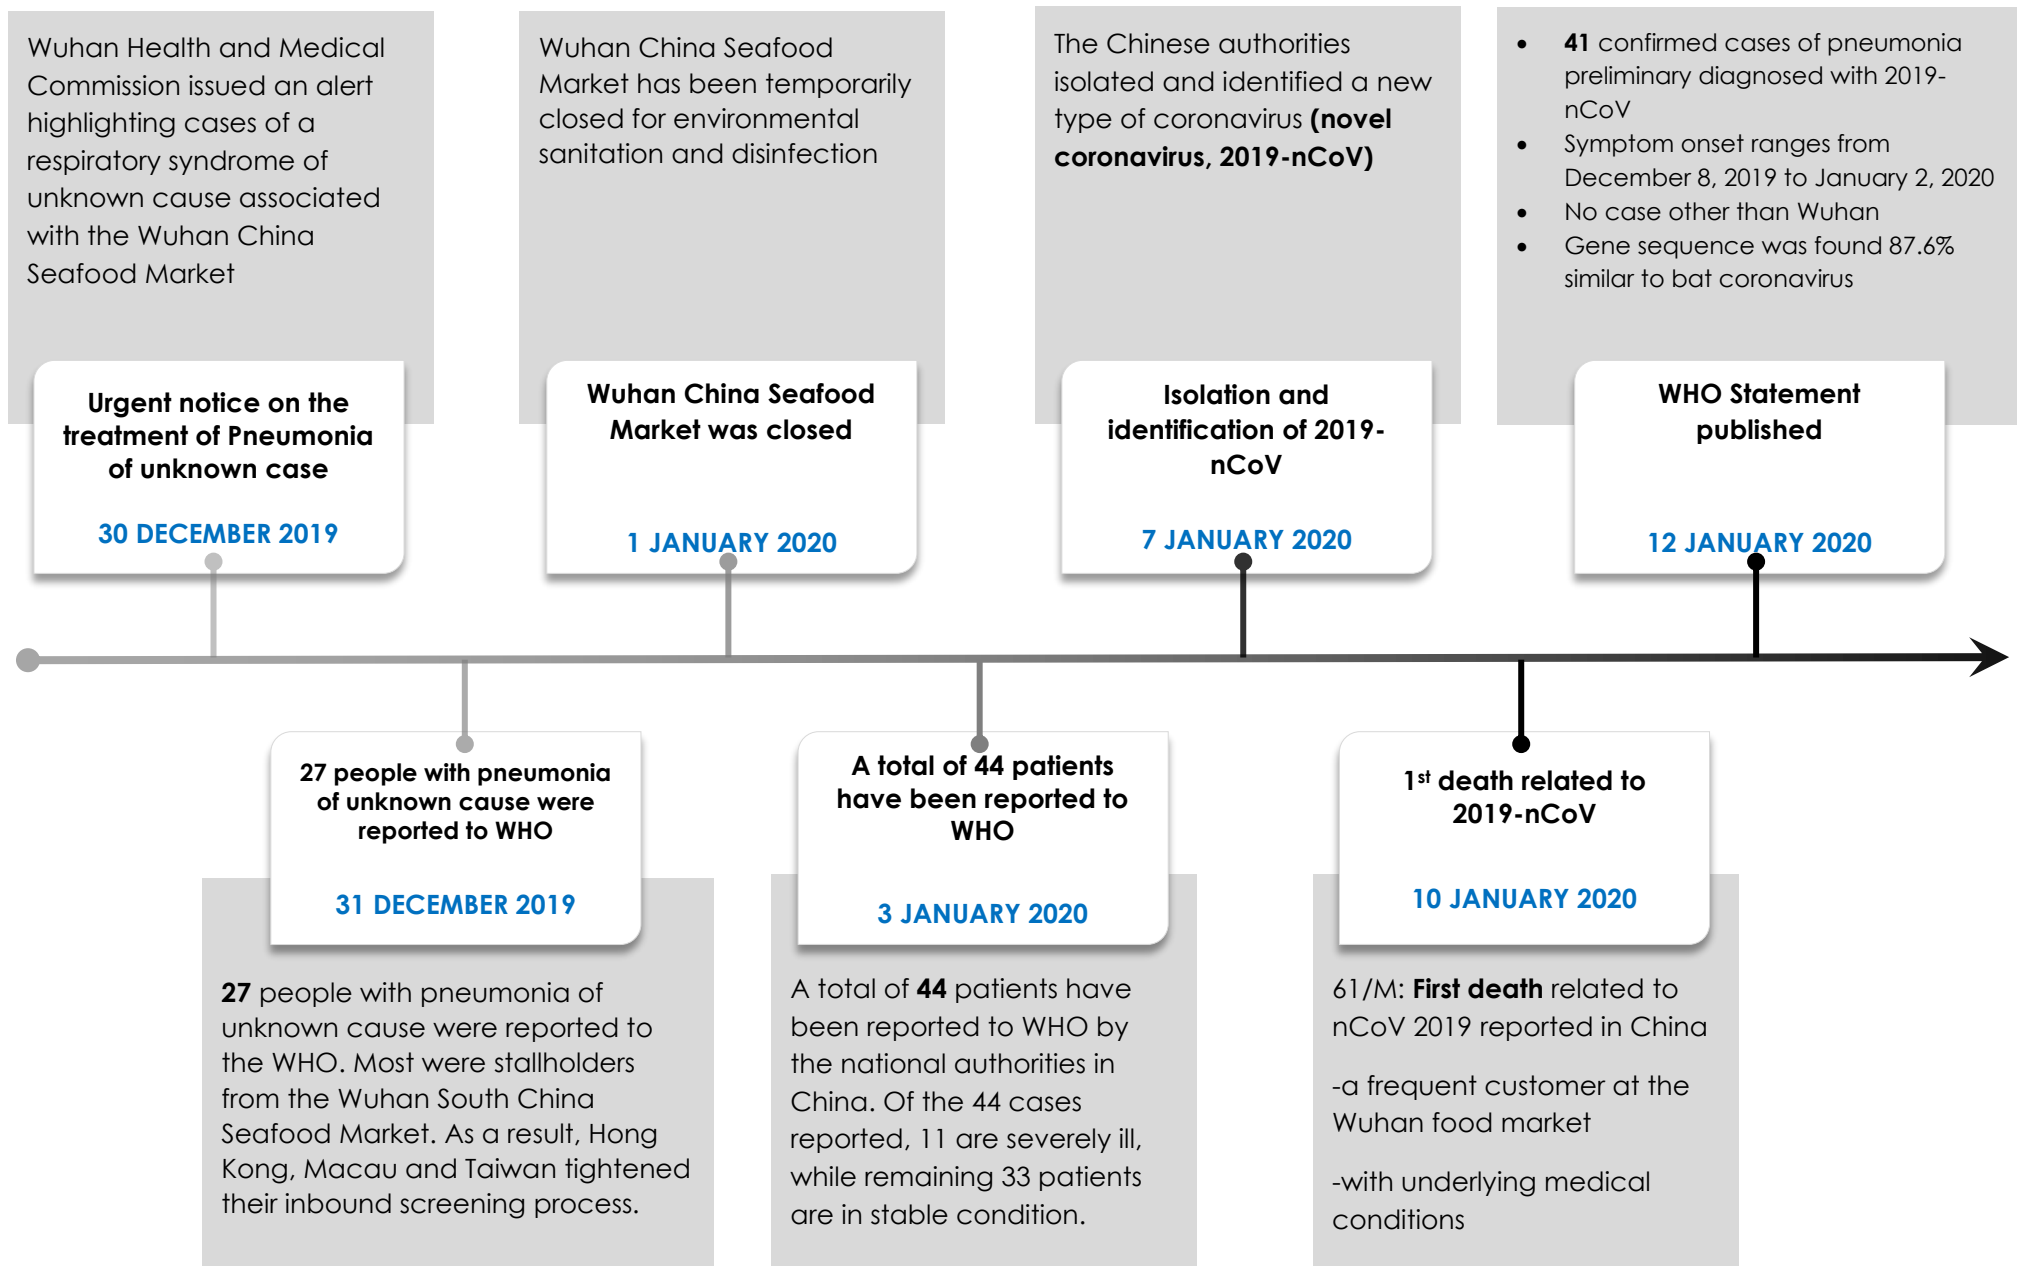 Wuhan Health and Medical
Commission issued an alert
highlighting cases of a
respiratory syndrome of
unknown cause associated
with the Wuhan China
Seafood Market
Urgent notice on the
treatment of Pneumonia
of unknown case
30 DECEMBER 2019
Wuhan China Seafood
Market has been temporarily
closed for environmental
sanitation and disinfection
Wuhan China Seafood
Market was closed
1 JANUARY 2020
The Chinese authorities
isolated and identified a new
type of coronavirus (novel
coronavirus, 2019-nCoV)
Isolation and
identification of 2019-
nCoV
7 JANUARY 2020
• 41 confirmed cases of pneumonia
preliminary diagnosed with 2019-
nCoV
• Symptom onset ranges from
December 8, 2019 to January 2, 2020
• No case other than Wuhan
• Gene sequence was found 87.6%
similar to bat coronavirus
WHO Statement
published
12 JANUARY 2020
27 people with pneumonia
of unknown cause were
reported to WHO
31 DECEMBER 2019
27 people with pneumonia of
unknown cause were reported to
the WHO. Most were stallholders
from the Wuhan South China
Seafood Market. As a result, Hong
Kong, Macau and Taiwan tightened
their inbound screening process.
A total of 44 patients
have been reported to
WHO
3 JANUARY 2020
A total of 44 patients have
been reported to WHO by
the national authorities in
China. Of the 44 cases
reported, 11 are severely ill,
while remaining 33 patients
are in stable condition.
1st death related to
2019-nCoV
10 JANUARY 2020
61/M: First death related to
nCoV 2019 reported in China
-a frequent customer at the
Wuhan food market
-with underlying medical
conditions